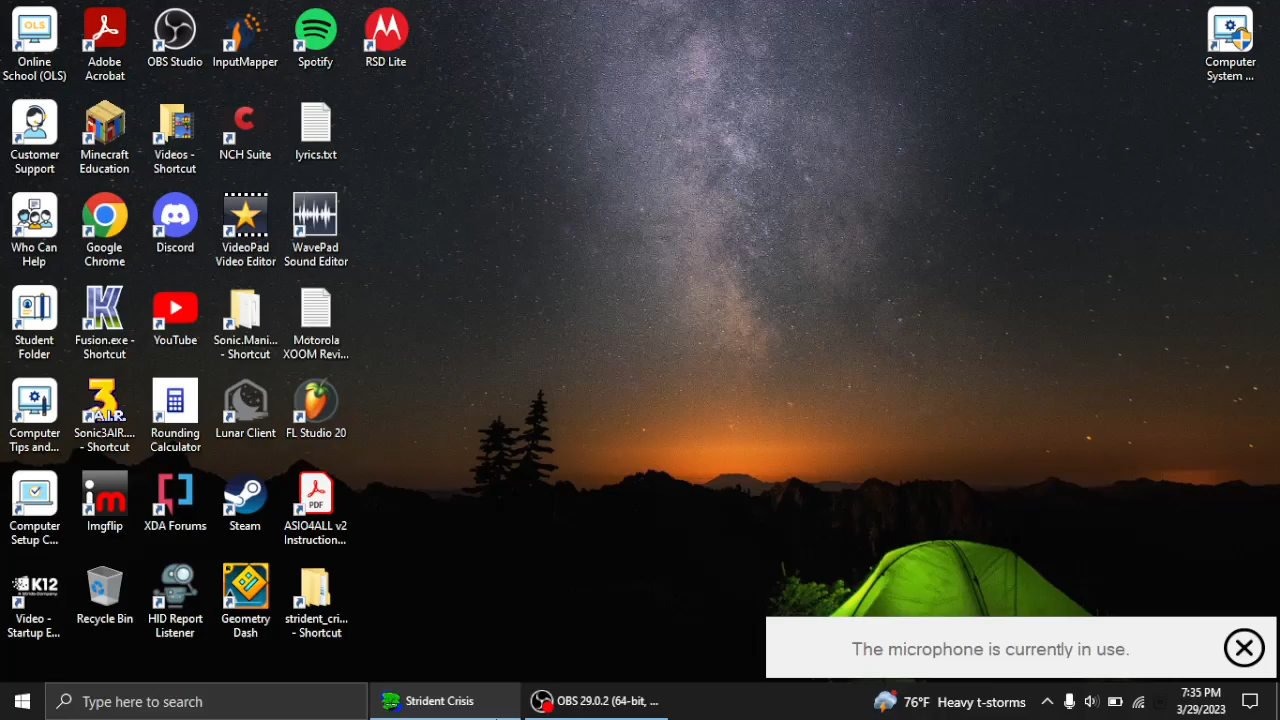 OLS
Online
School (OLS)
Adobe
Acrobat
OBS Studio
InputMapper
Spotify
RSD Lite
Computer
System ...
Customer
Support
Minecraft
Education
Videos -
Shortcut
NCH Suite
lyrics.txt
Who Can
Help
Google
Chrome
Discord
VideoPad
Video Editor
WavePad
Sound Editor
Student
Folder
Fusion.exe -
Shortcut
YouTube
Sonic.Mani...
- Shortcut
Motorola
XOOM Revi...
3
A.I.R.
Computer
Tips and...
Sonic3AIR....
- Shortcut
Rounding
Calculator
Lunar Client
FL Studio 20
im
PDF
Computer
Setup C...
Imgflip
XDA Forums
Steam
ASIO4ALL v2
Instruction...
K12
Video -
Startup E...
Recycle Bin
HID Report
Listener
Geometry
Dash
strident_cri...
- Shortcut
The microphone is currently in use.
Type here to search
Strident Crisis
OBS 29.0.2 (64-bit, ...
76°F Heavy t-storms
7:35 PM
3/29/2023